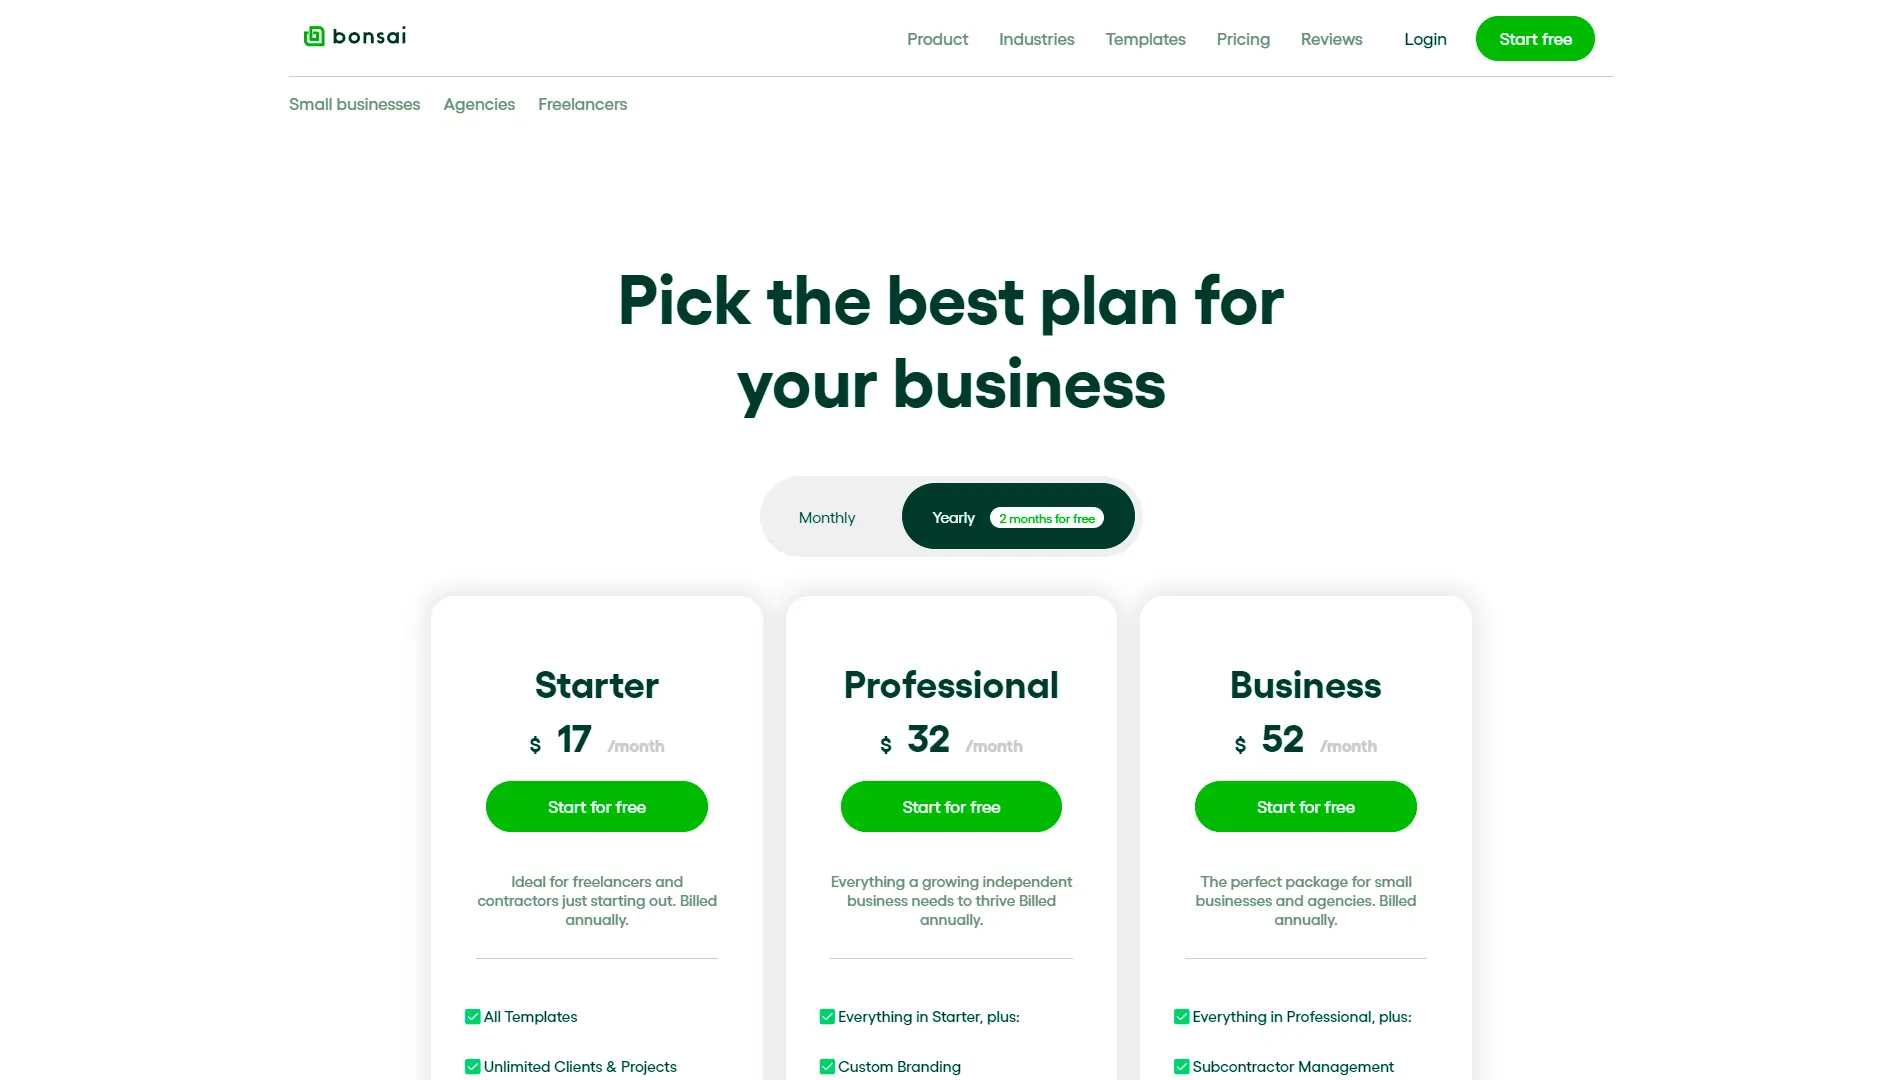 bonsai
Product Industries Templates Pricing Reviews Login Start free
Small businesses Agencies Freelancers
Pick the best plan for
your business
Monthly Yearly 2 months for free
Starter
$ 17 /month
Start for free
Ideal for freelancers and
contractors just starting out. Billed
annually.
All Templates
Unlimited Clients & Projects
Professional
$ 32 /month
Start for free
Everything a growing independent
business needs to thrive Billed
annually.
Everything in Starter, plus:
Custom Branding
Business
$ 52 /month
Start for free
The perfect package for small
businesses and agencies. Billed
annually.
Everything in Professional, plus:
Subcontractor Management